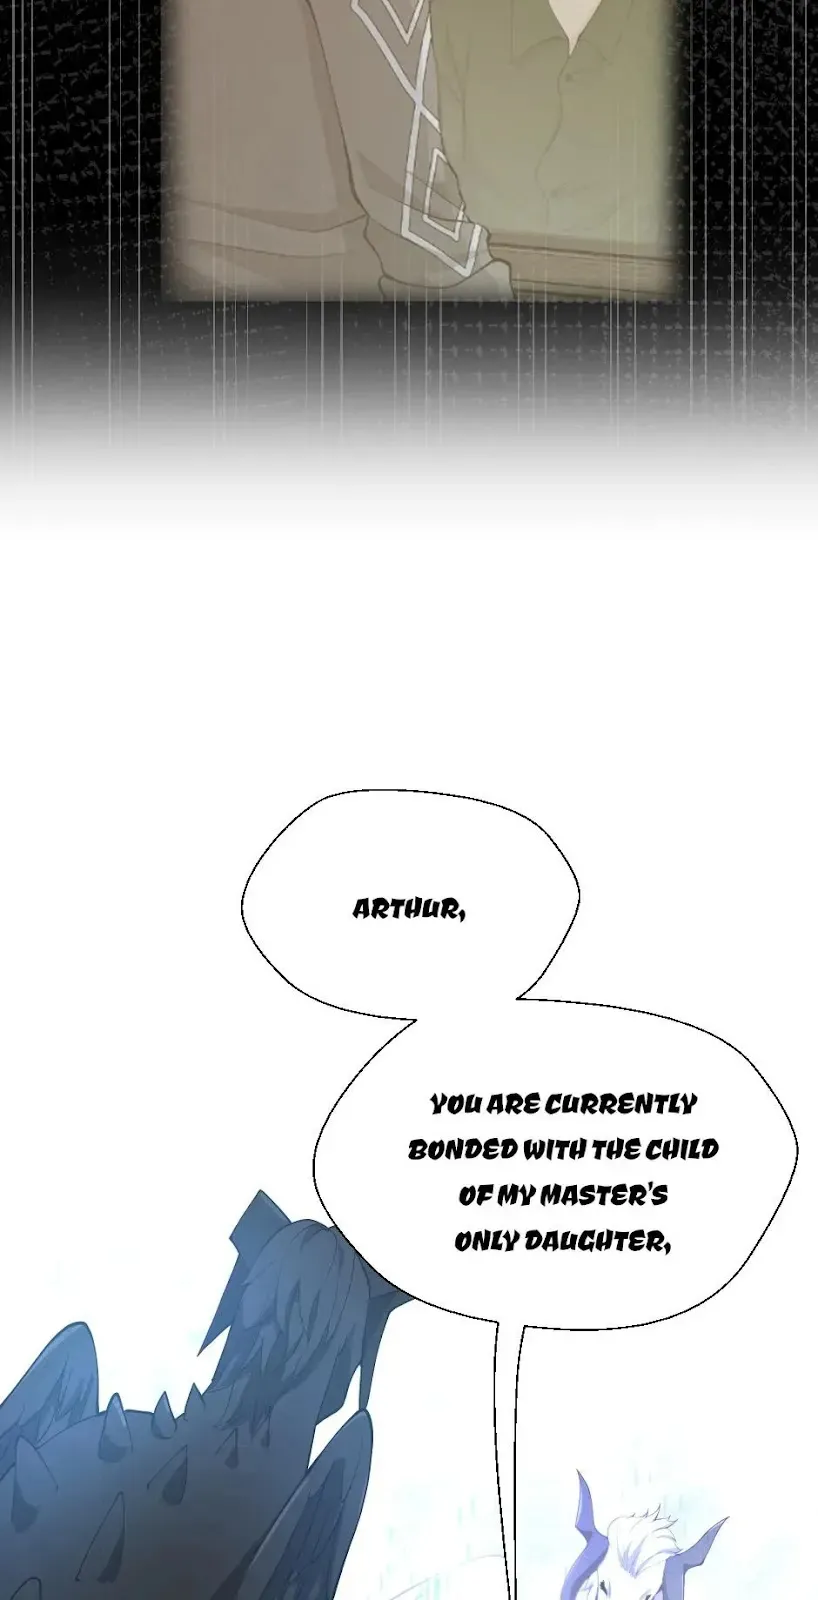 ARTHUR,
YOU ARE CURRENTLY
BONDED WITH THE CHILD
OF MY MASTER'S
ONLY DAUGHTER,